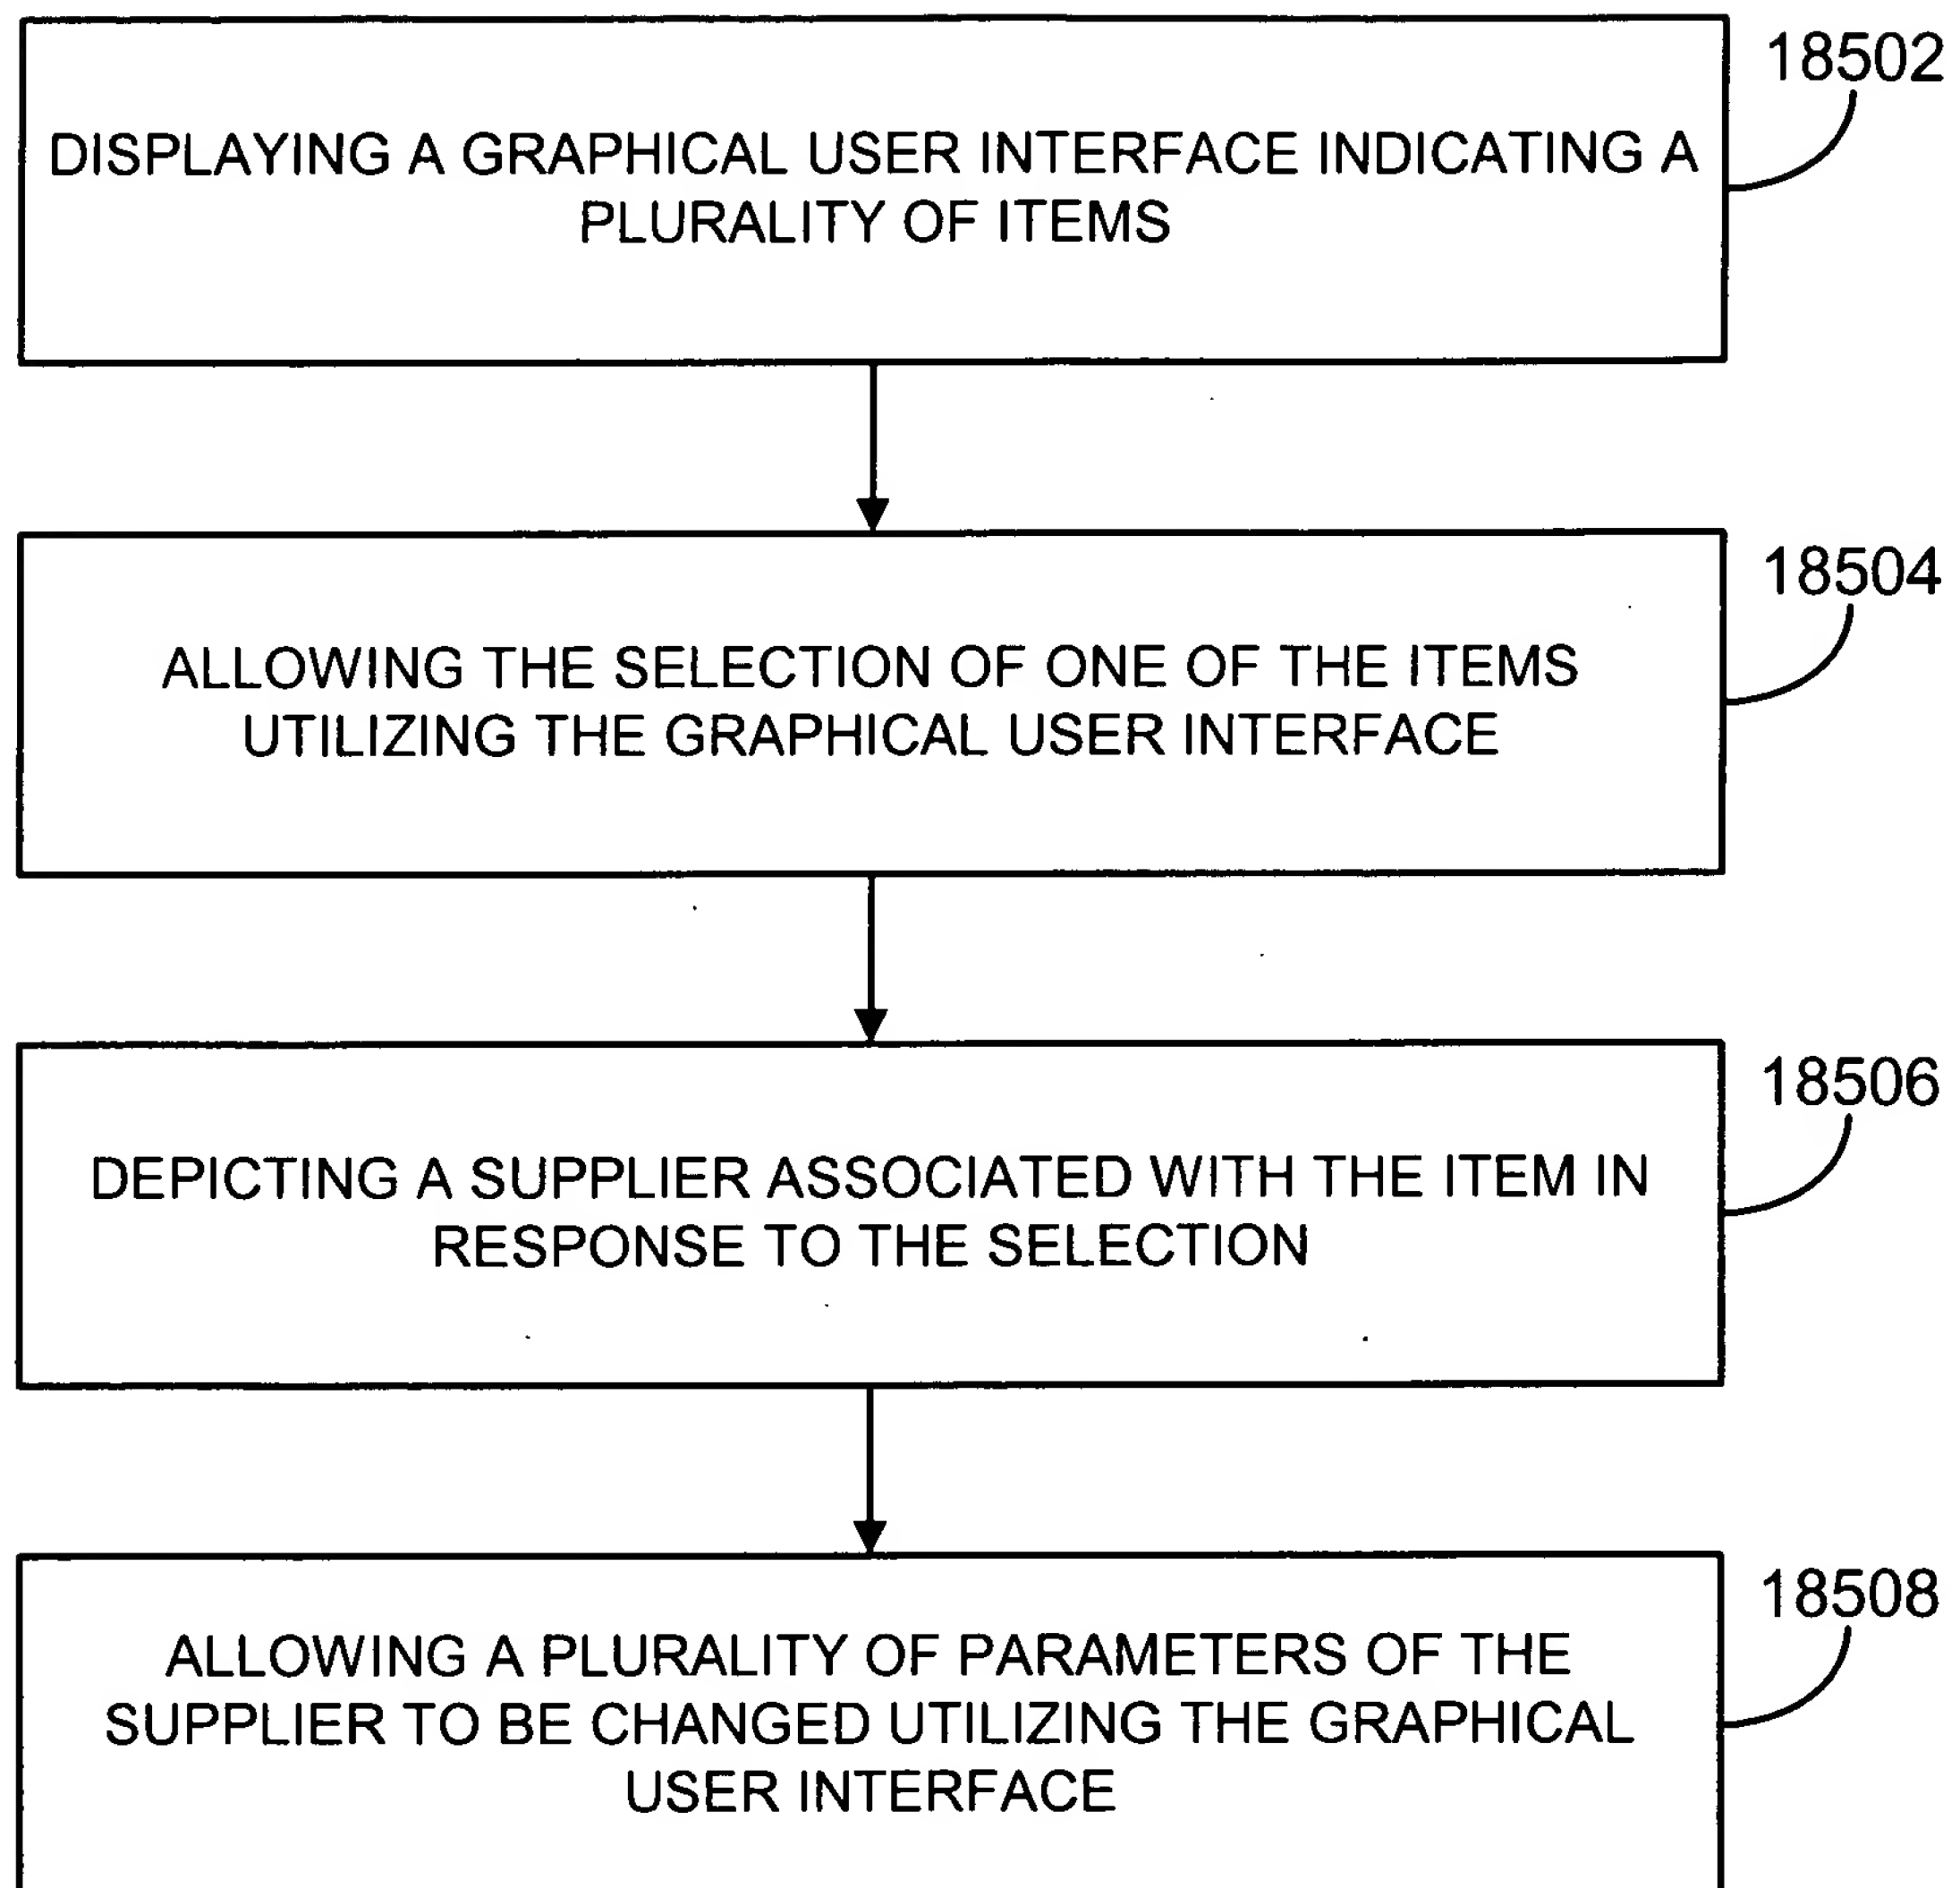 18502
DISPLAYING A GRAPHICAL USER INTERFACE INDICATING A
PLURALITY OF ITEMS
18504
ALLOWING THE SELECTION OF ONE OF THE ITEMS
UTILIZING THE GRAPHICAL USER INTERFACE
18506
DEPICTING A SUPPLIER ASSOCIATED WITH THE ITEM IN
RESPONSE TO THE SELECTION
18508
ALLOWING A PLURALITY OF PARAMETERS OF THE
SUPPLIER TO BE CHANGED UTILIZING THE GRAPHICAL
USER INTERFACE